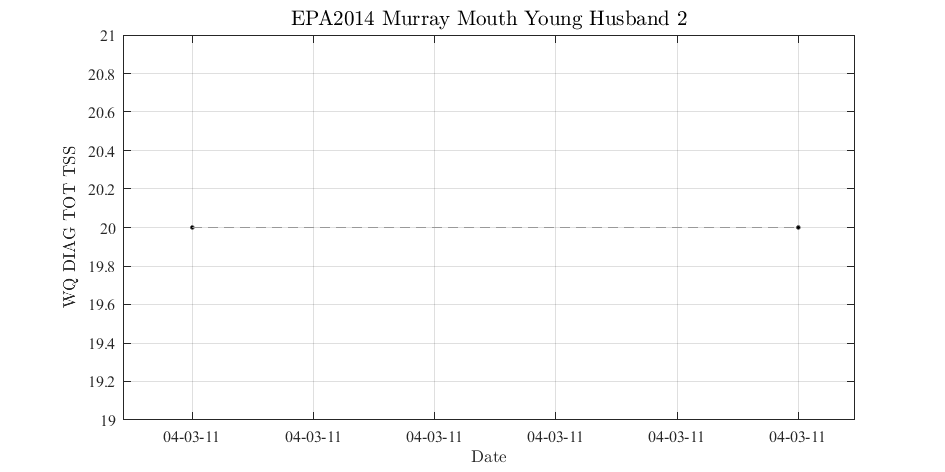 EPA2014 Murray Mouth Young Husband 2
WQ DIAG TOT TSS
21
20.8
20.6
20.4
20.2
20
19.8
19.6
19.4
19.2
19
04-03-11 04-03-11 04-03-11 04-03-11 04-03-11 04-03-11
Date